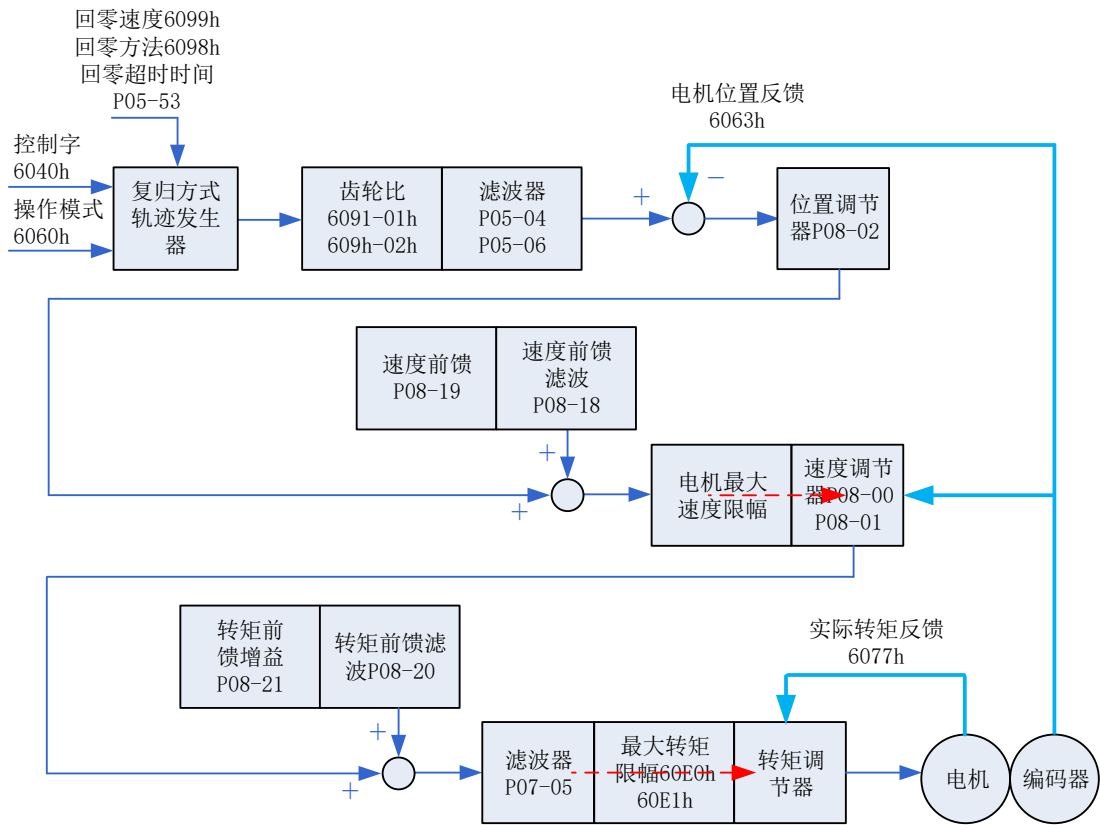 回零速度6099h
回零方法6098h
回零超时时间
P05-53
控制字
6040h
操作模式
6060h
复归方式
轨迹发生
器
齿轮比
6091-01h
609h-02h
滤波器
P05-04
P05-06
电机位置反馈
6063h
+
−
位置调节
器P08-02
速度前馈
P08-19
速度前馈
滤波
P08-18
+
+
电机最大
速度限幅
速度调节
器P08-00
P08-01
转矩前
馈增益
P08-21
转矩前馈滤
波P08-20
+
+
滤波器
P07-05
最大转矩
限幅60E0h
60E1h
转矩调
节器
实际转矩反馈
6077h
电机
编码器